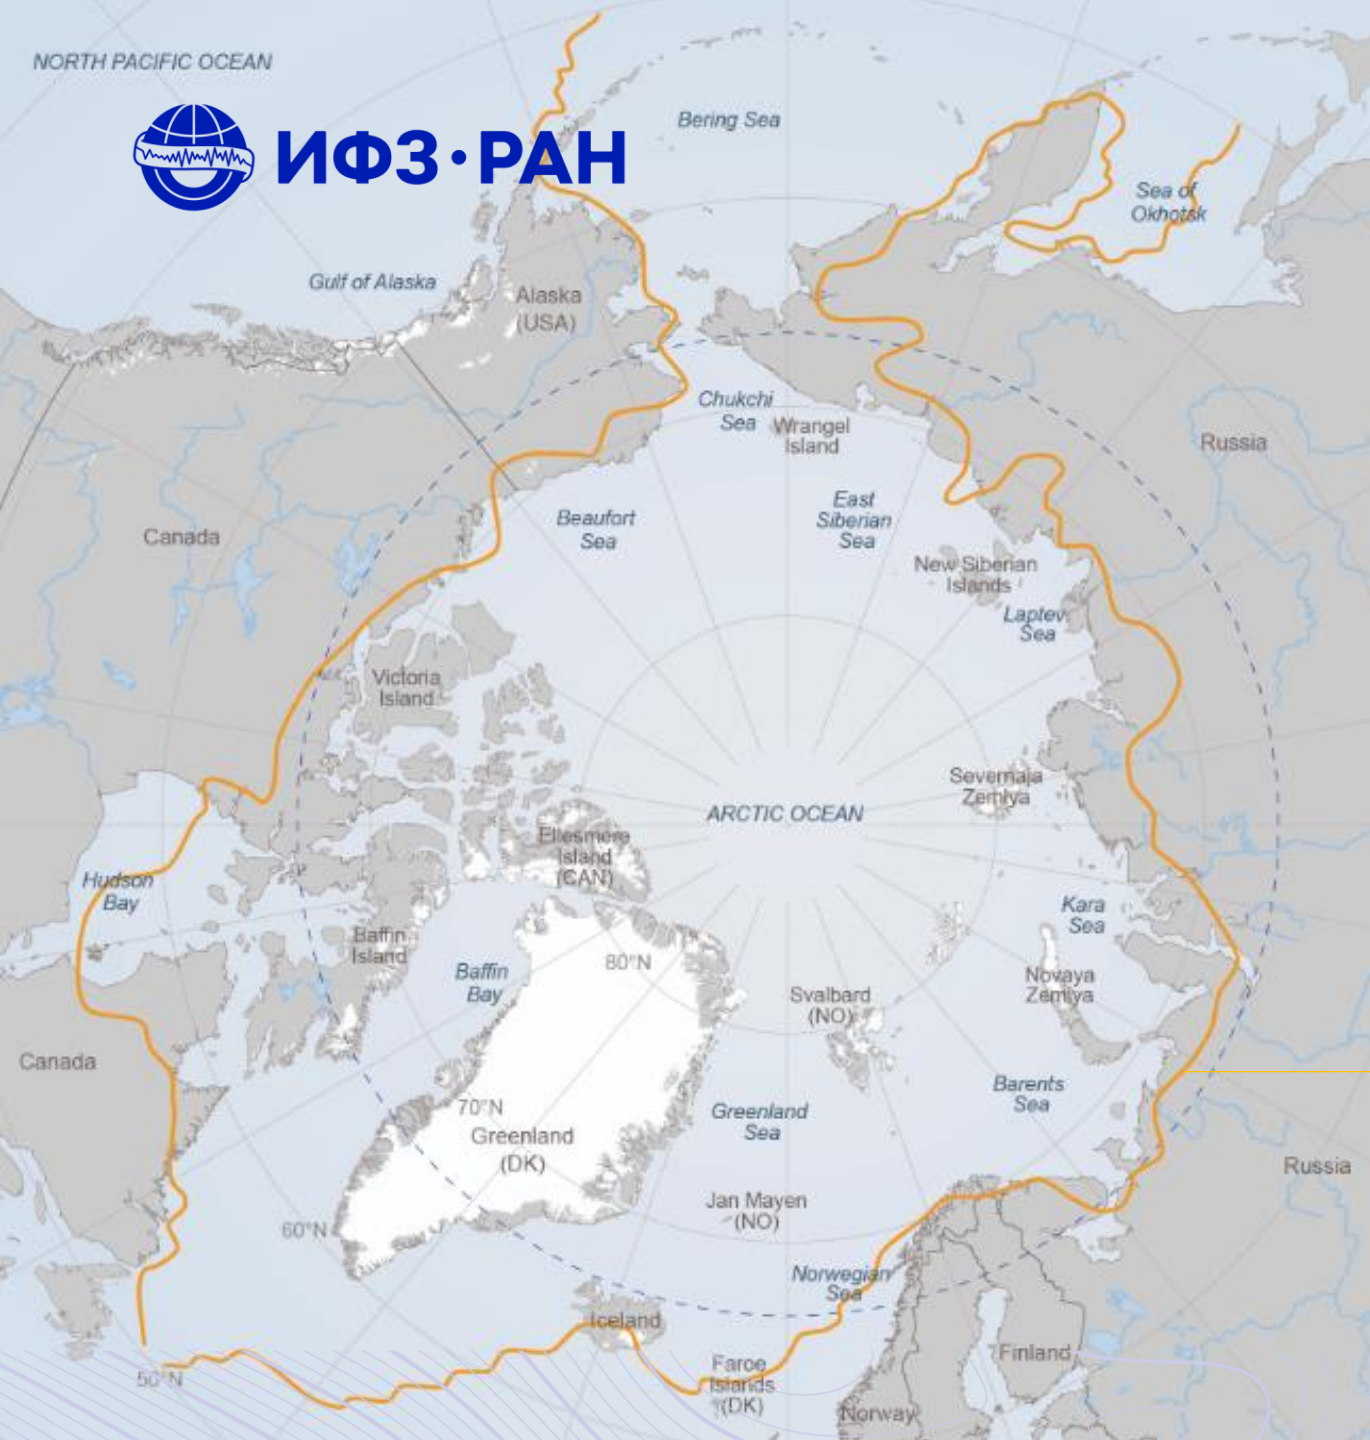 NORTH PACIFIC OCEAN
ИФЗ·РАН
Bering Sea
Sea of
Okhotsk
Gulf of Alaska
Alaska
(USA)
Chukchi
Sea
Wrangel
Island
Russia
Canada
Beaufort
Sea
East
Siberian
Sea
New Siberian
Islands
Laptev
Sea
Victoria
Island
Severnaja
Zemlya
ARCTIC OCEAN
Ellesmere
Island
(CAN)
Hudson
Bay
Kara
Sea
Baffin
Island
Baffin
Bay
80°N
Novaya
Zemlya
Svalbard
(NO)
Canada
Barents
Sea
70°N
Greenland
Sea
Greenland
(DK)
Russia
Jan Mayen
(NO)
60°N
Norwegian
Sea
Iceland
Finland
Faroe
Islands
(DK)
50°N
Norway